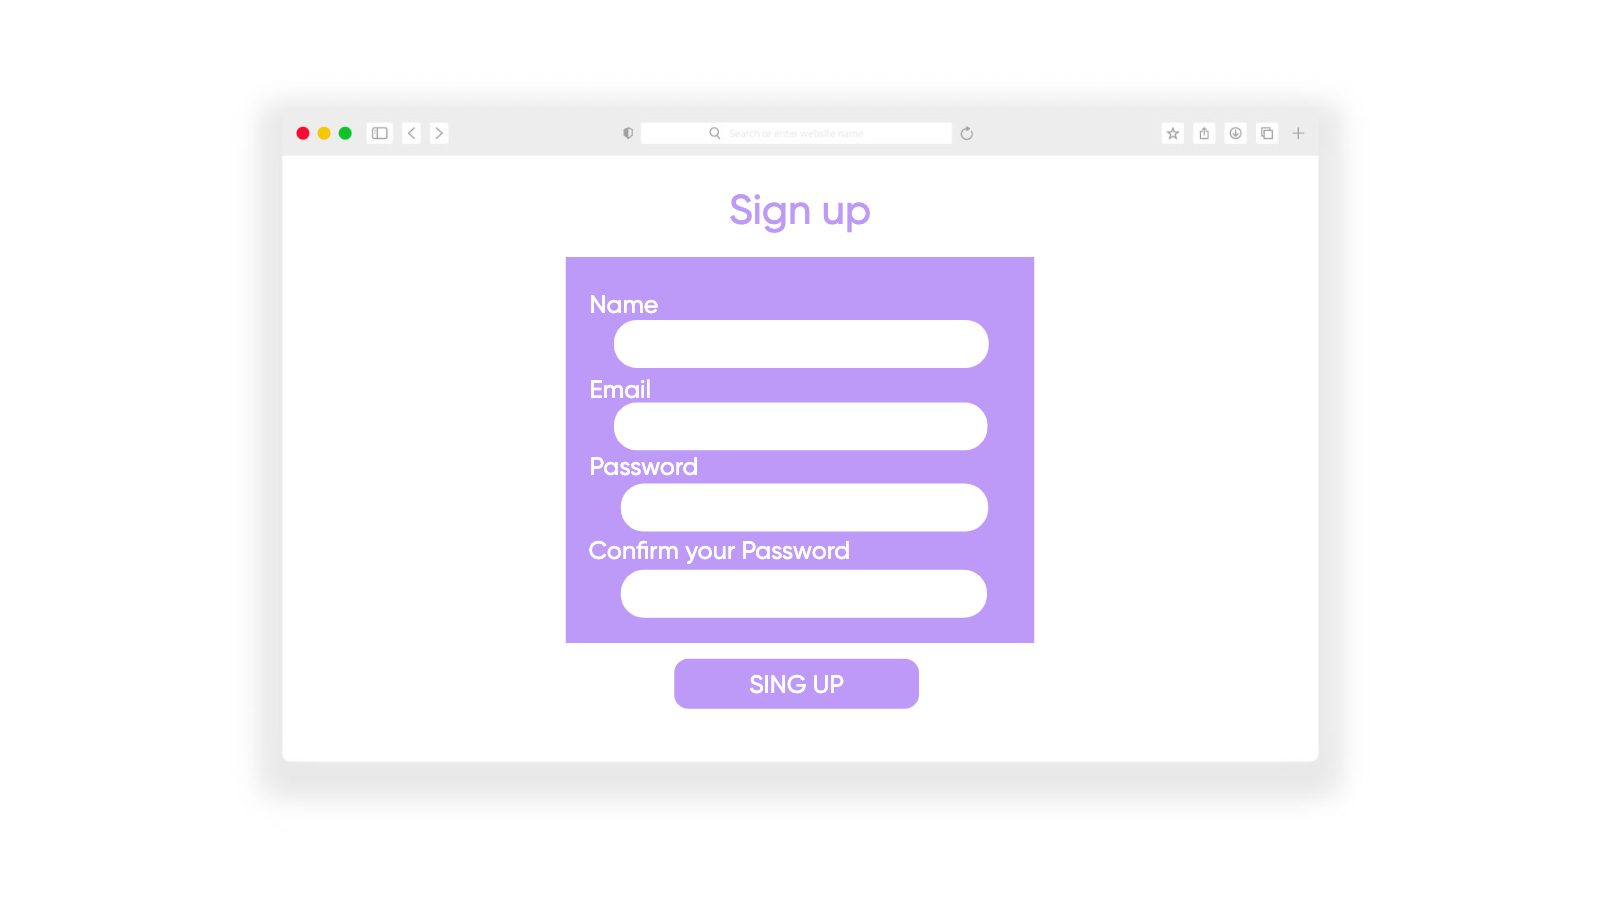 Search or enter website name
Sign up
Name
Email
Password
Confirm your Password
SING UP